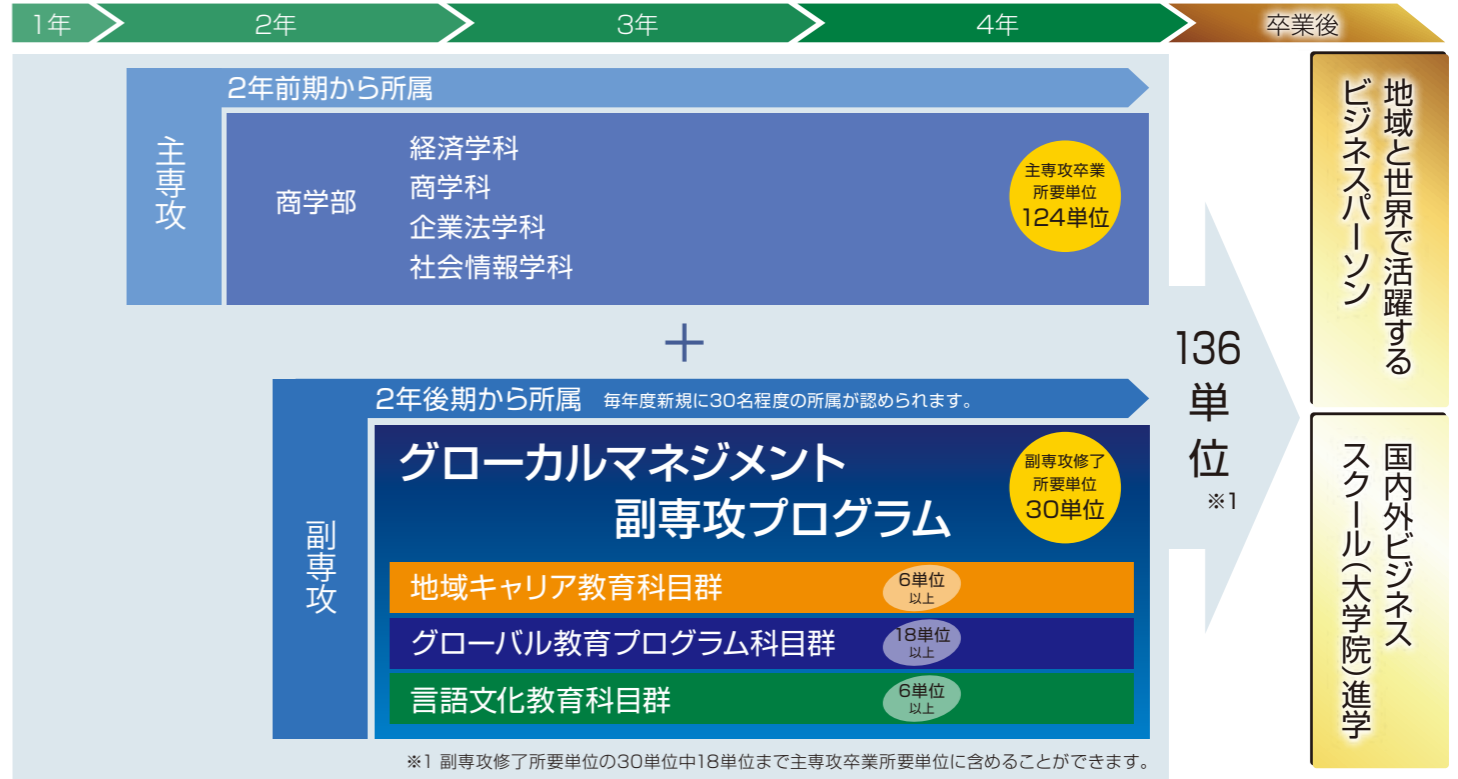 1年
2年
3年
4年
卒業後
2年前期から所属
主専攻
商学部
経済学科
商学科
企業法学科
社会情報学科
主専攻卒業
所要単位
124単位
＋
2年後期から所属 毎年度新規に30名程度の所属が認められます。
副専攻
グローカルマネジメント
副専攻プログラム
副専攻修了
所要単位
30単位
地域キャリア教育科目群
6単位
以上
グローバル教育プログラム科目群
18単位
以上
言語文化教育科目群
6単位
以上
※1 副専攻修了所要単位の30単位中18単位まで主専攻卒業所要単位に含めることができます。
136単位
※1
地域と世界で活躍する
ビジネスパーソン
国内外ビジネス
スクール（大学院）進学